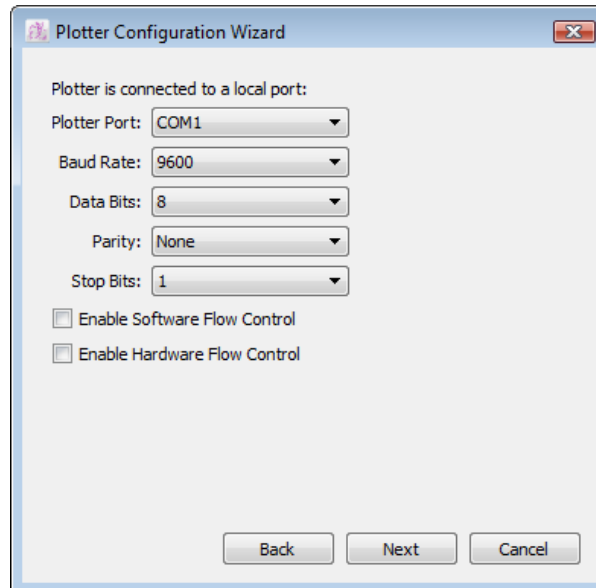 Plotter Configuration Wizard
Plotter is connected to a local port:
Plotter Port: COM1
Baud Rate: 9600
Data Bits: 8
Parity: None
Stop Bits: 1
Enable Software Flow Control
Enable Hardware Flow Control
Back Next Cancel